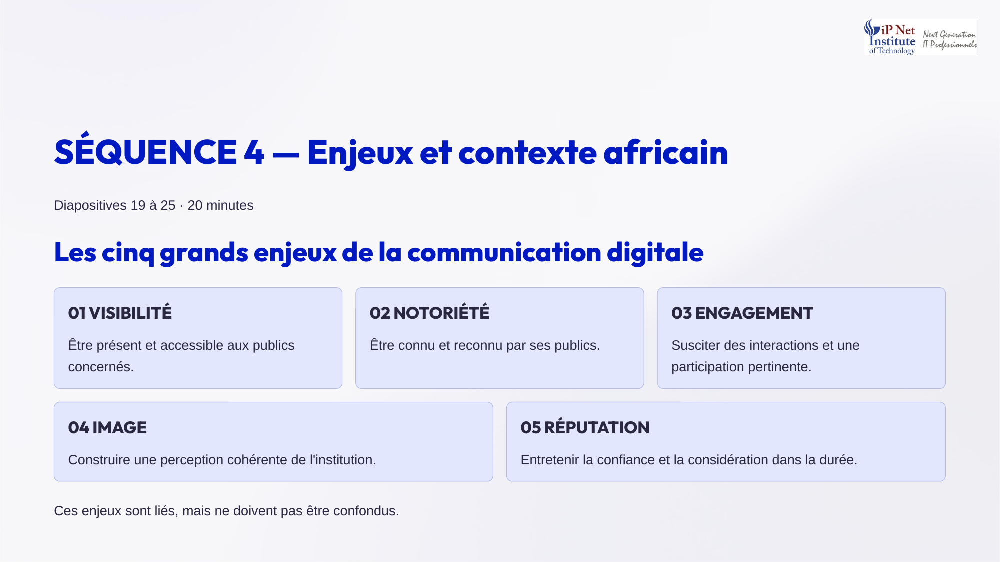 iP Net
Institute
of Technology
Next Generation
IT Professionnels
SÉQUENCE 4 — Enjeux et contexte africain
Diapositives 19 à 25 · 20 minutes
Les cinq grands enjeux de la communication digitale
01 VISIBILITÉ
Être présent et accessible aux publics
concernés.
02 NOTORIÉTÉ
Être connu et reconnu par ses publics.
03 ENGAGEMENT
Susciter des interactions et une
participation pertinente.
04 IMAGE
Construire une perception cohérente de l'institution.
05 RÉPUTATION
Entretenir la confiance et la considération dans la durée.
Ces enjeux sont liés, mais ne doivent pas être confondus.